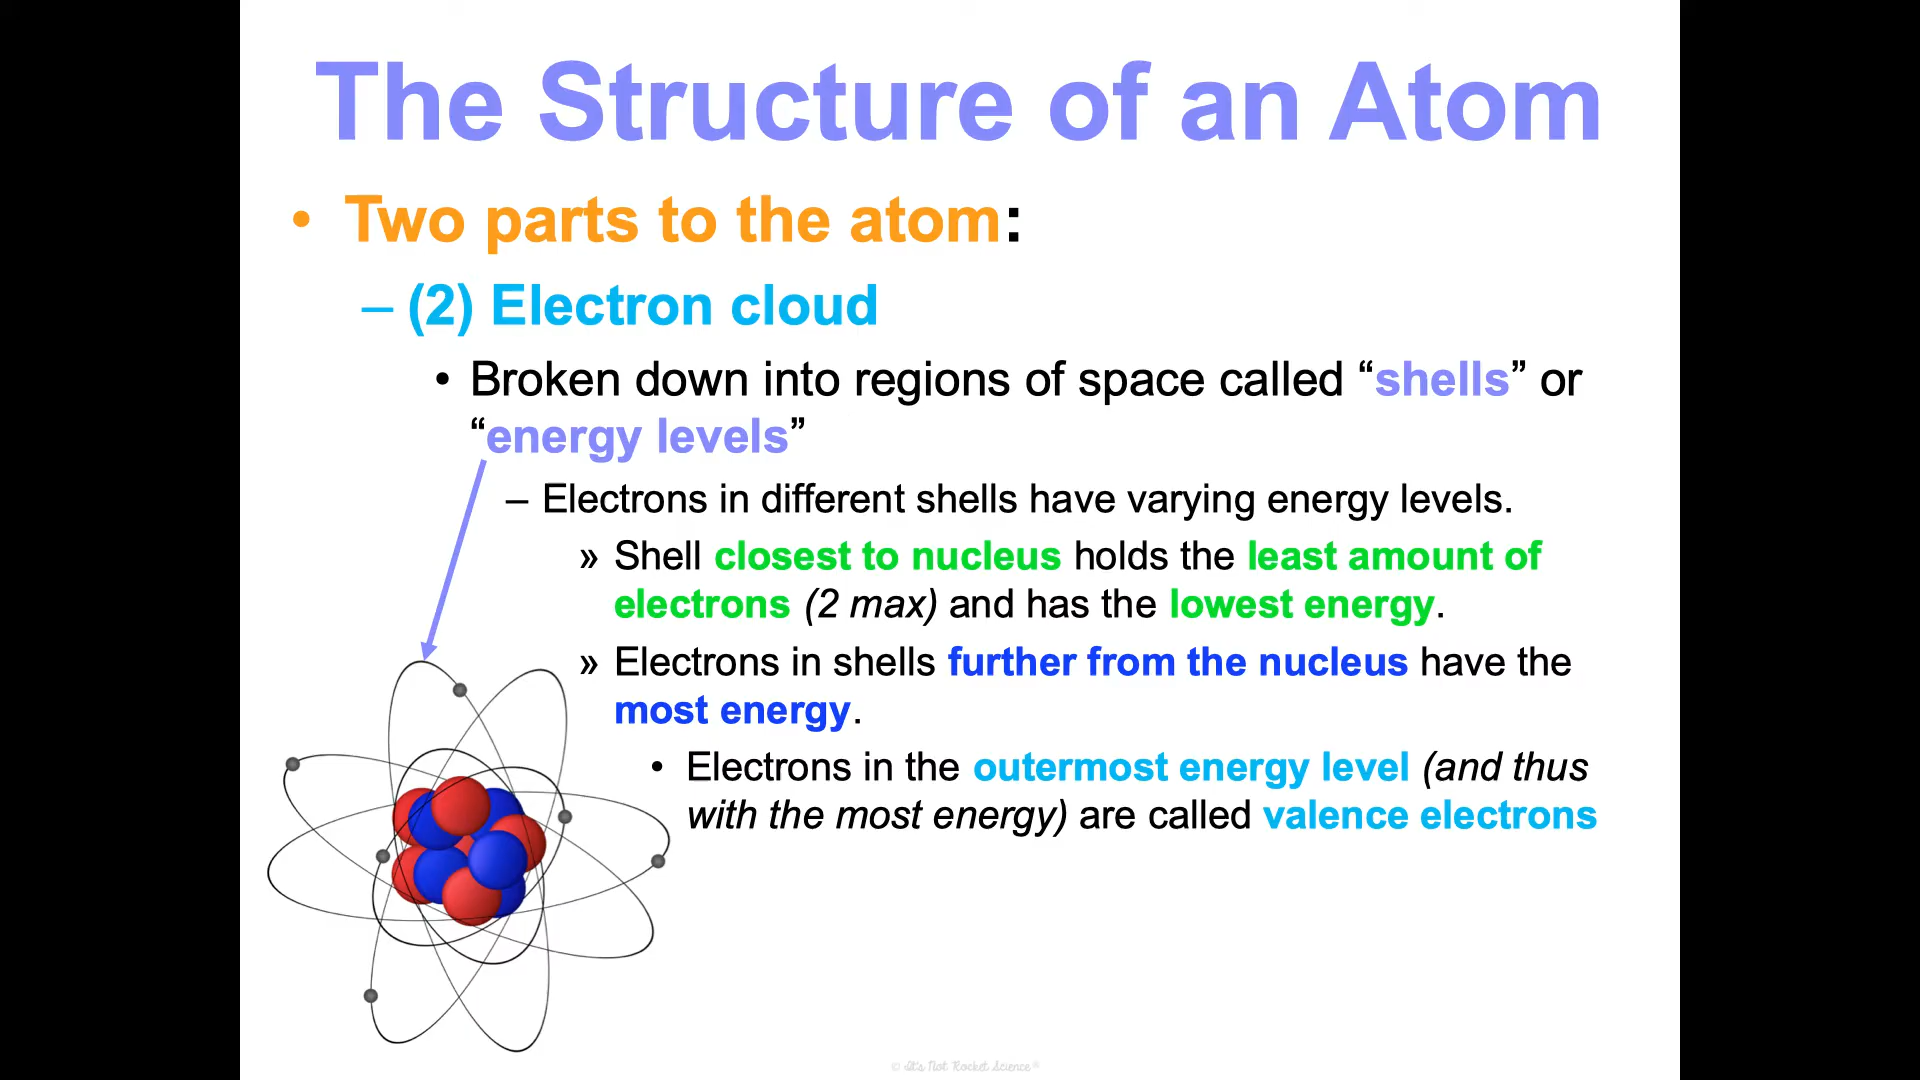 The Structure of an Atom
• Two parts to the atom:
– (2) Electron cloud
• Broken down into regions of space called “shells” or
“energy levels”
– Electrons in different shells have varying energy levels.
» Shell closest to nucleus holds the least amount of
electrons (2 max) and has the lowest energy.
» Electrons in shells further from the nucleus have the
most energy.
• Electrons in the outermost energy level (and thus
with the most energy) are called valence electrons
© It's Not Rocket Science®